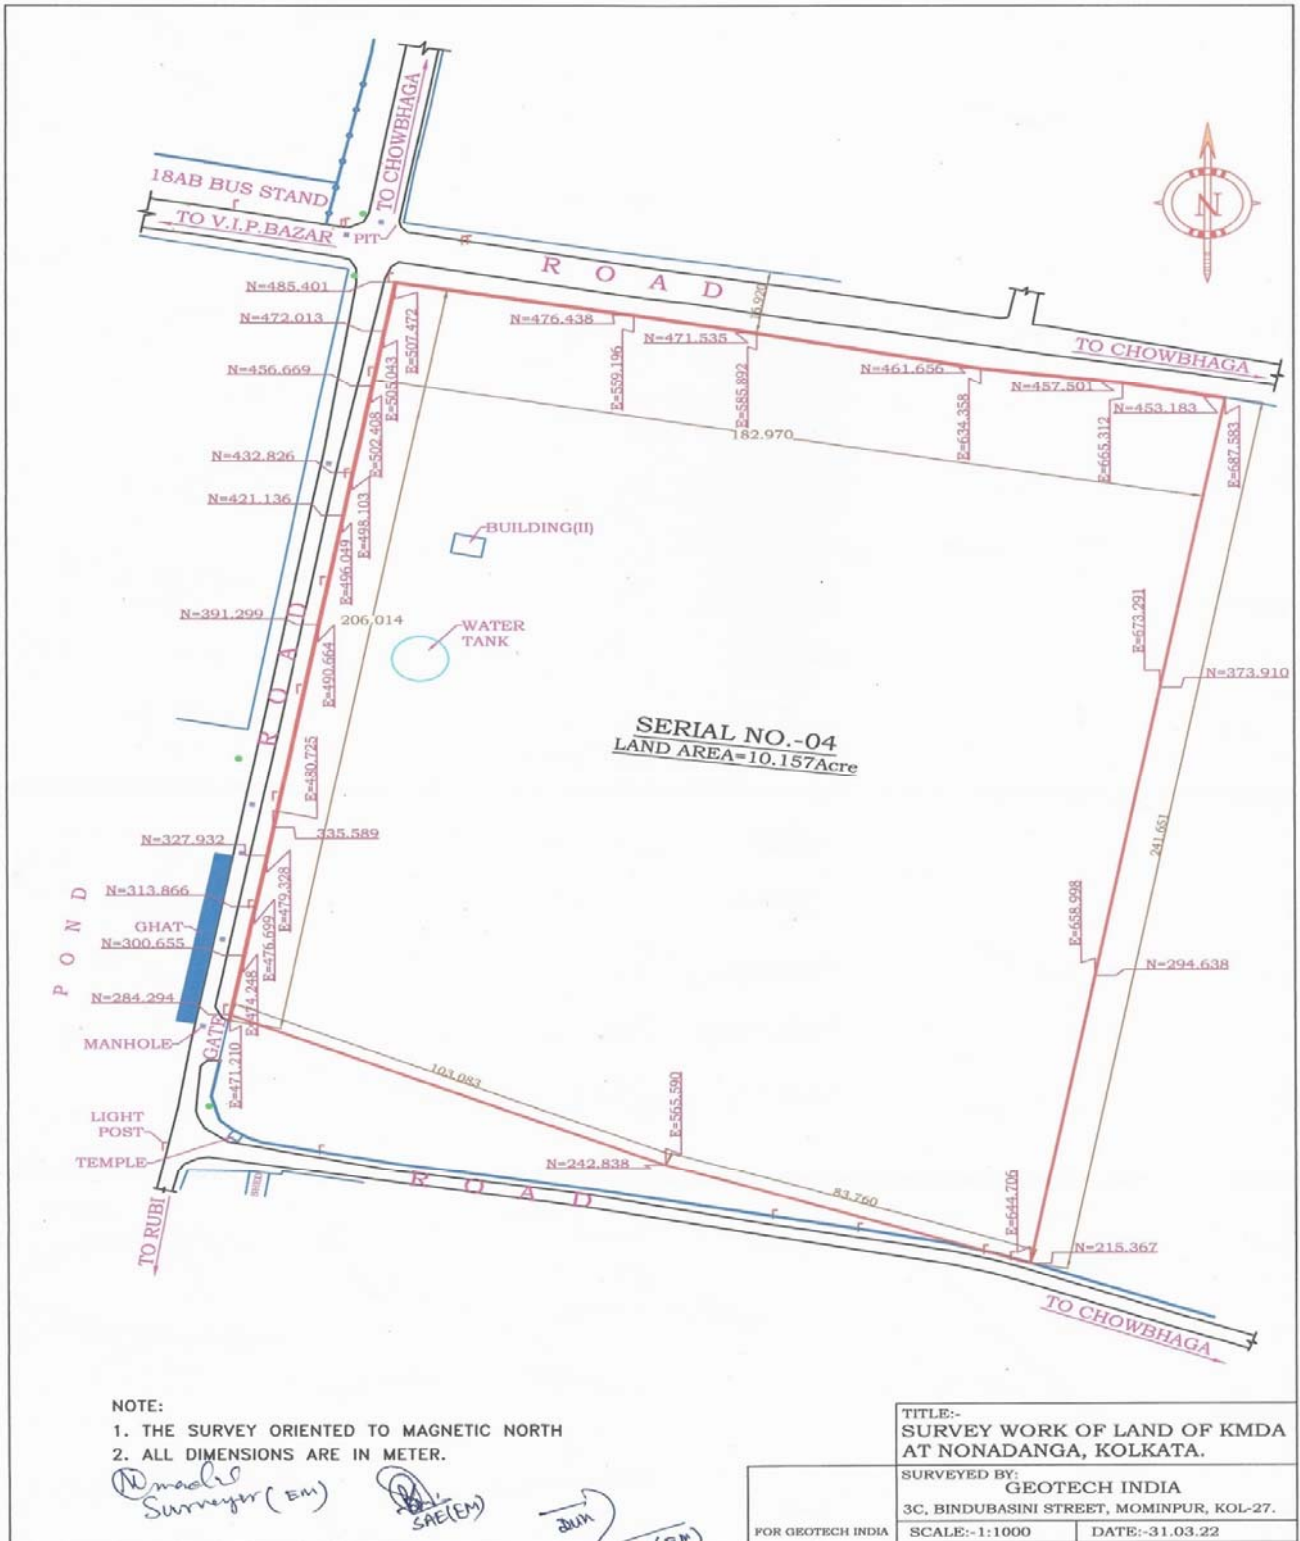 TO CHOWBHAGA
18AB BUS STAND
TO V.I.P.BAZAR
PIT
N
R O A D
16.920
TO CHOWBHAGA
N=485.401
N=472.013
N=456.669
N=432.826
N=421.136
N=391.299
N=327.932
N=313.866
N=300.655
N=284.294
E=507.472
E=505.043
E=502.408
E=498.103
E=496.049
E=490.664
E=480.725
335.589
E=479.328
E=476.699
E=474.248
E=471.210
N=476.438
E=559.196
N=471.535
E=585.892
N=461.656
E=634.358
N=457.501
E=665.312
N=453.183
E=687.583
182.970
BUILDING(II)
206.014
WATER
TANK
R O A D
E=673.291
N=373.910
SERIAL NO.-04
LAND AREA=10.157Acre
241.651
E=658.998
N=294.638
POND
GHAT
MANHOLE
GATE
LIGHT
POST
TEMPLE
SHED
TO RUBI
103.083
E=565.590
N=242.838
83.760
E=644.706
N=215.367
R O A D
TO CHOWBHAGA
NOTE:
1. THE SURVEY ORIENTED TO MAGNETIC NORTH
2. ALL DIMENSIONS ARE IN METER.
Surveyor (EM)
SAE(EM)
TITLE:-
SURVEY WORK OF LAND OF KMDA
AT NONADANGA, KOLKATA.
SURVEYED BY:
GEOTECH INDIA
3C, BINDUBASINI STREET, MOMINPUR, KOL-27.
FOR GEOTECH INDIA
SCALE:-1:1000
DATE:-31.03.22